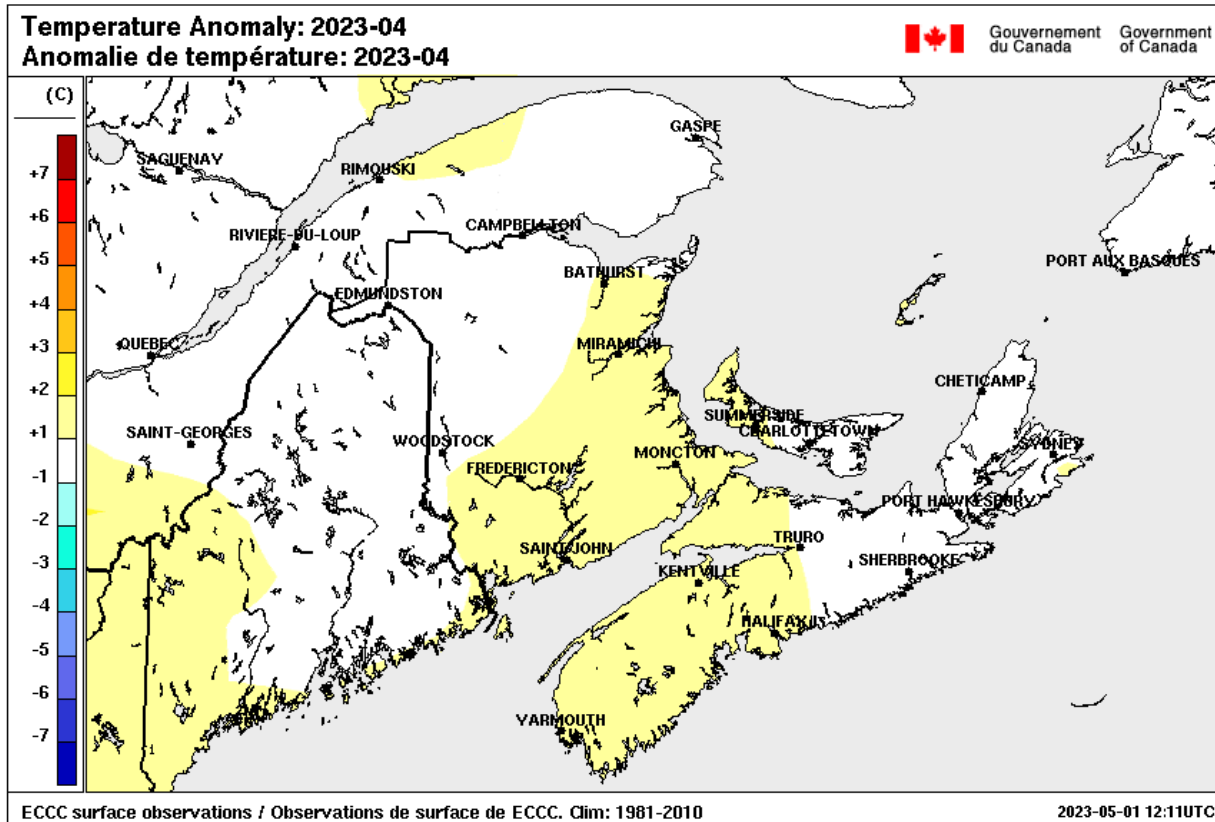 Temperature Anomaly: 2023-04
Anomalie de température: 2023-04
Gouvernement du Canada
Government of Canada
(C)
+7
+6
+5
+4
+3
+2
+1
-1
-2
-3
-4
-5
-6
-7
GASPE
SAGUENAY
RIMOUSKI
CAMPBELLTON
RIVIERE-DU-LOUP
PORT AUX BASQUES
BATHURST
EDMUNDSTON
QUEBEC
MIRAMICHI
CHETICAMP
SUMMERSIDE
SAINT-GEORGES
CHARLOTTETOWN
WOODSTOCK
SYDNEY
MONCTON
FREDERICTON
PORT HAWKESBURY
TRURO
SAINT JOHN
SHERBROOKE
KENTVILLE
HALIFAX
YARMOUTH
ECCC surface observations / Observations de surface de ECCC. Clim: 1981-2010
2023-05-01 12:11UTC